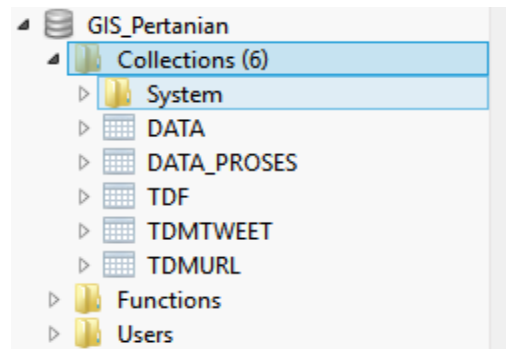 GIS_Pertanian
Collections (6)
System
DATA
DATA_PROSES
TDF
TDMTWEET
TDMURL
Functions
Users